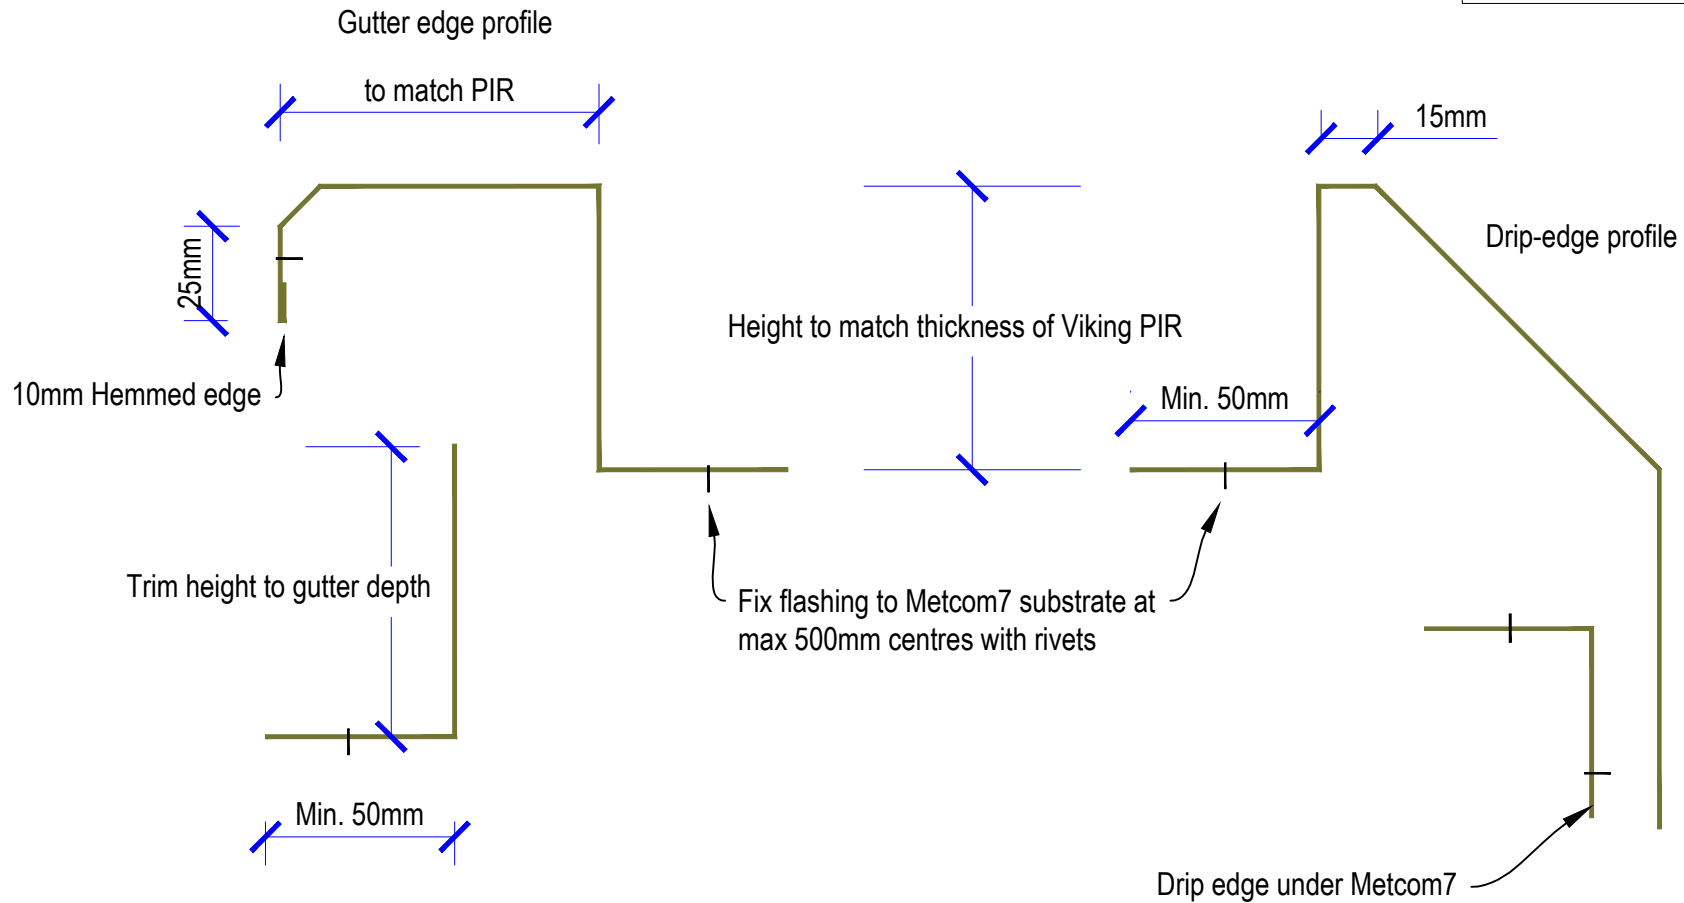 Gutter edge profile
to match PIR
15mm
Drip-edge profile
25mm
Height to match thickness of Viking PIR
10mm Hemmed edge
Min. 50mm
Trim height to gutter depth
Fix flashing to Metcom7 substrate at
max 500mm centres with rivets
Min. 50mm
Drip edge under Metcom7